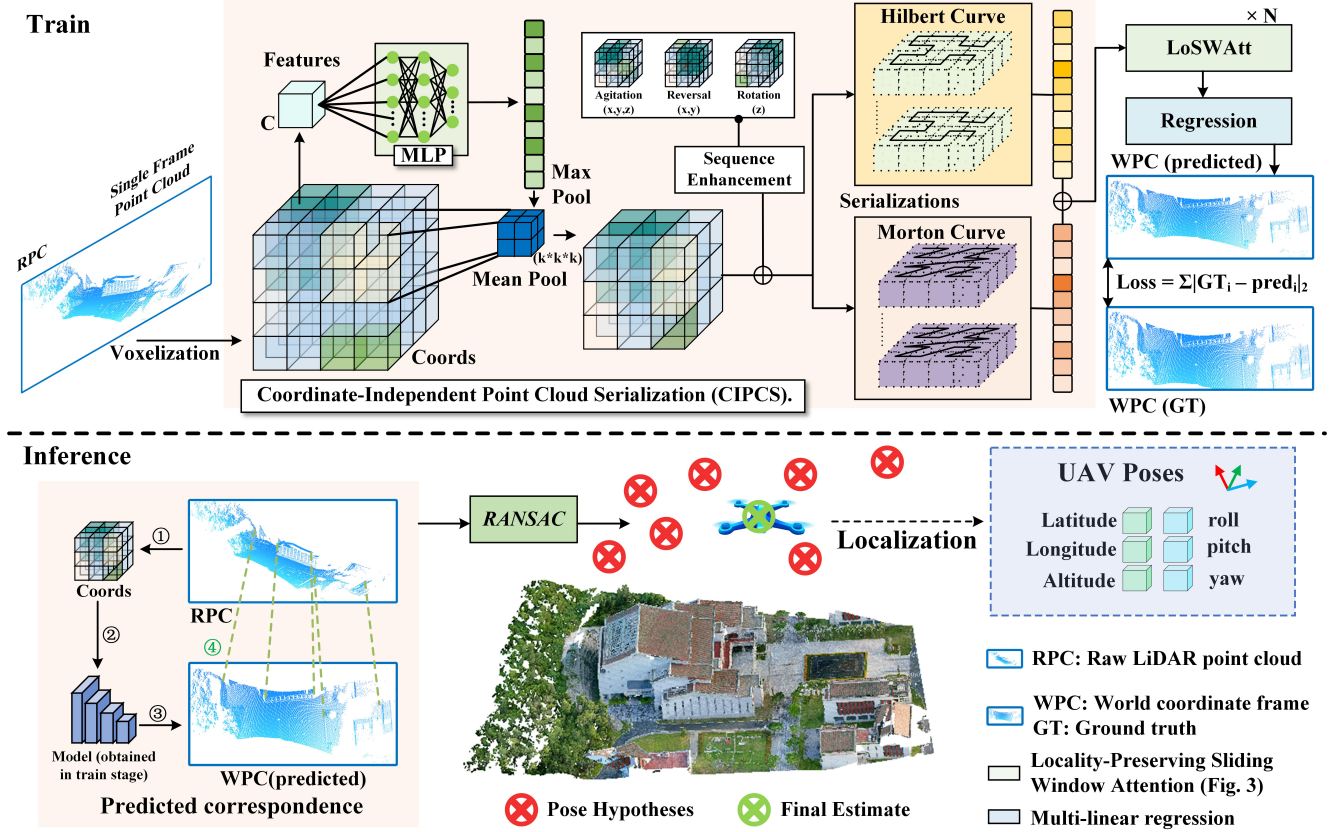 Train
Features
C
MLP
Max
Pool
Agitation
(x,y,z)
Reversal
(x,y)
Rotation
(z)
Sequence
Enhancement
Hilbert Curve
Serializations
Morton Curve
× N
LoSWAtt
Regression
WPC (predicted)
Loss = Σ|GTᵢ − predᵢ|₂
WPC (GT)
Single Frame
Point Cloud
RPC
Voxelization
Coords
(k*k*k)
Mean Pool
Coordinate-Independent Point Cloud Serialization (CIPCS).
Inference
①
Coords
RPC
②
④
③
Model (obtained
in train stage)
WPC(predicted)
Predicted correspondence
RANSAC
Localization
UAV Poses
Latitude
roll
Longitude
pitch
Altitude
yaw
Pose Hypotheses
Final Estimate
RPC: Raw LiDAR point cloud
WPC: World coordinate frame
GT: Ground truth
Locality-Preserving Sliding
Window Attention (Fig. 3)
Multi-linear regression